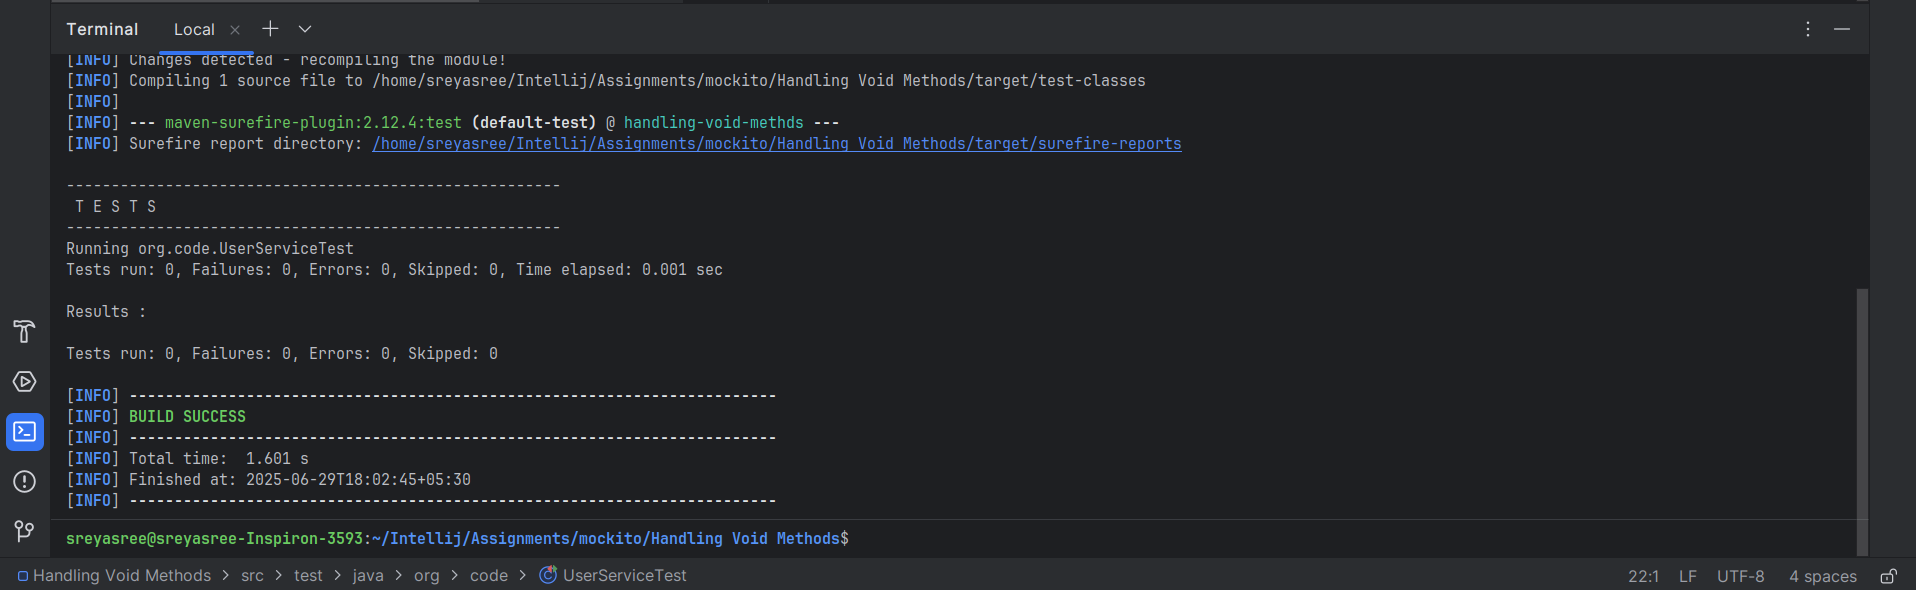 Terminal Local
[INFO] Changes detected - recompiling the module!
[INFO] Compiling 1 source file to /home/sreyasree/Intellij/Assignments/mockito/Handling Void Methods/target/test-classes
[INFO]
[INFO] --- maven-surefire-plugin:2.12.4:test (default-test) @ handling-void-methds ---
[INFO] Surefire report directory: /home/sreyasree/Intellij/Assignments/mockito/Handling Void Methods/target/surefire-reports
-------------------------------------------------------
T E S T S
-------------------------------------------------------
Running org.code.UserServiceTest
Tests run: 0, Failures: 0, Errors: 0, Skipped: 0, Time elapsed: 0.001 sec
Results :
Tests run: 0, Failures: 0, Errors: 0, Skipped: 0
[INFO] ------------------------------------------------------------------------
[INFO] BUILD SUCCESS
[INFO] ------------------------------------------------------------------------
[INFO] Total time:  1.601 s
[INFO] Finished at: 2025-06-29T18:02:45+05:30
[INFO] ------------------------------------------------------------------------
sreyasree@sreyasree-Inspiron-3593:~/Intellij/Assignments/mockito/Handling Void Methods$
Handling Void Methods > src > test > java > org > code > UserServiceTest 22:1 LF UTF-8 4 spaces